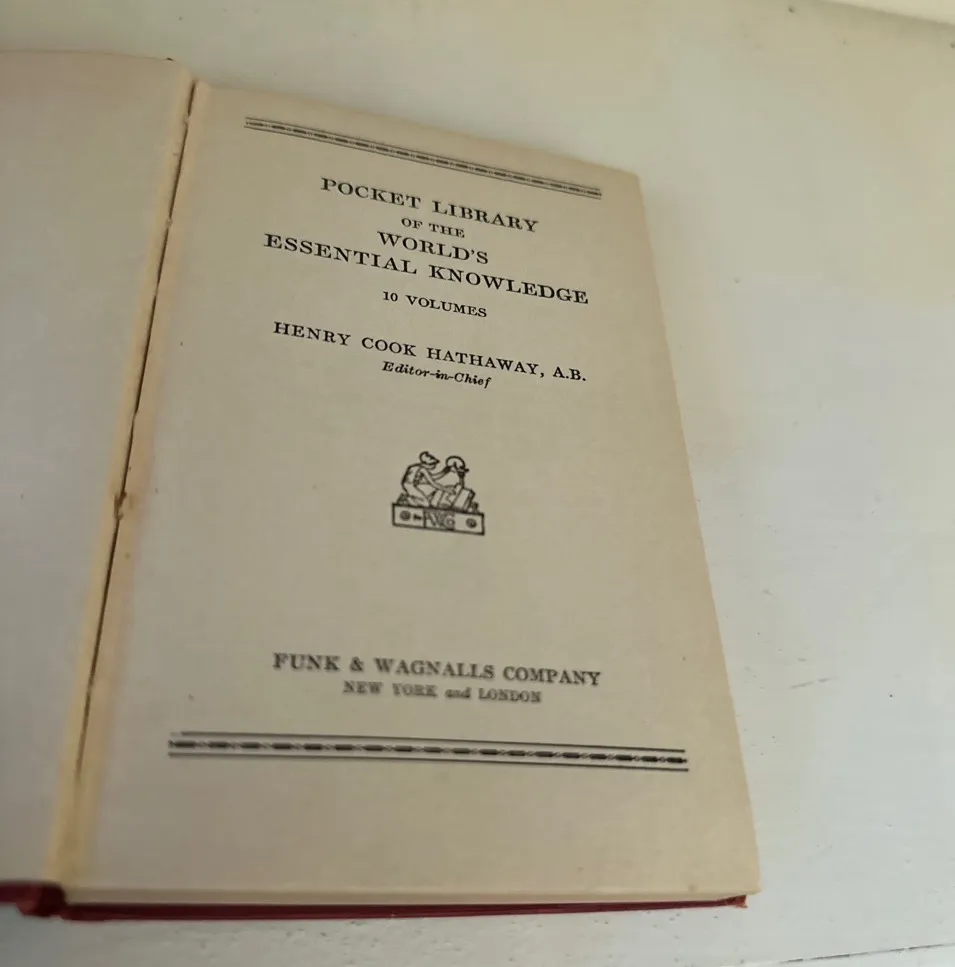 POCKET LIBRARY
OF THE
WORLD'S
ESSENTIAL KNOWLEDGE
10 VOLUMES
HENRY COOK HATHAWAY, A.B.
Editor-in-Chief
FUNK & WAGNALLS COMPANY
NEW YORK and LONDON